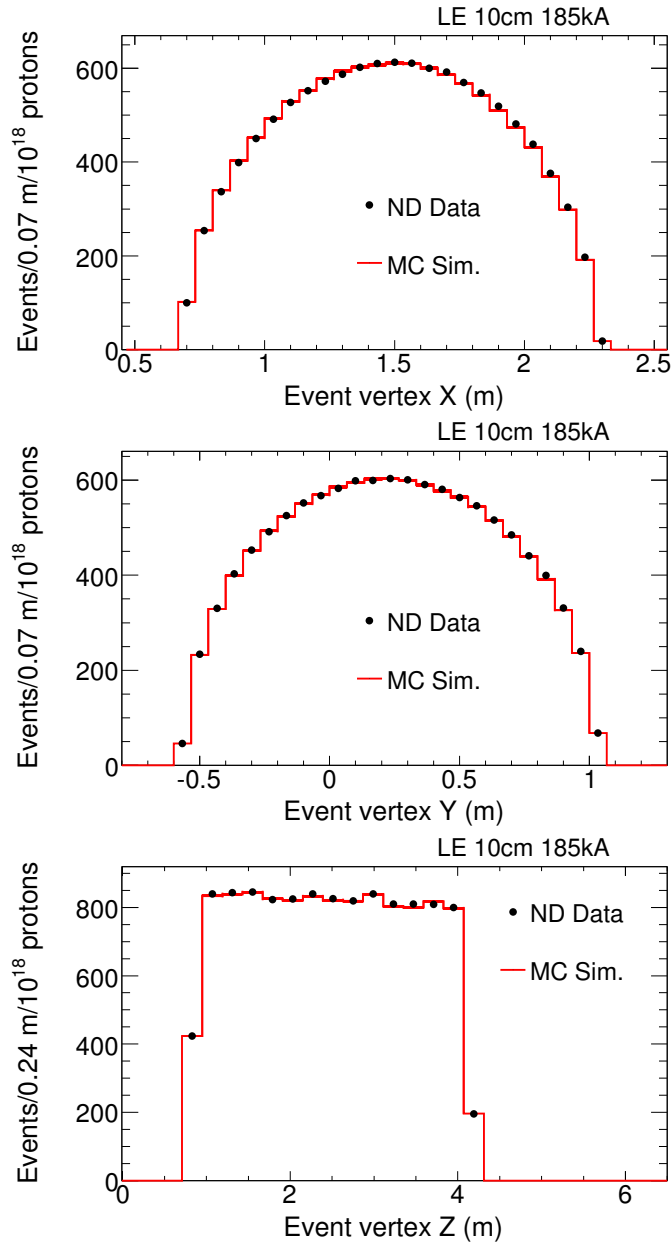 LE 10cm 185kA
600
400
200
0
Events/0.07 m/10^18 protons
ND Data
MC Sim.
0.5 1 1.5 2 2.5
Event vertex X (m)
LE 10cm 185kA
600
400
200
0
Events/0.07 m/10^18 protons
ND Data
MC Sim.
-0.5 0 0.5 1
Event vertex Y (m)
LE 10cm 185kA
800
600
400
200
0
Events/0.24 m/10^18 protons
ND Data
MC Sim.
0 2 4 6
Event vertex Z (m)